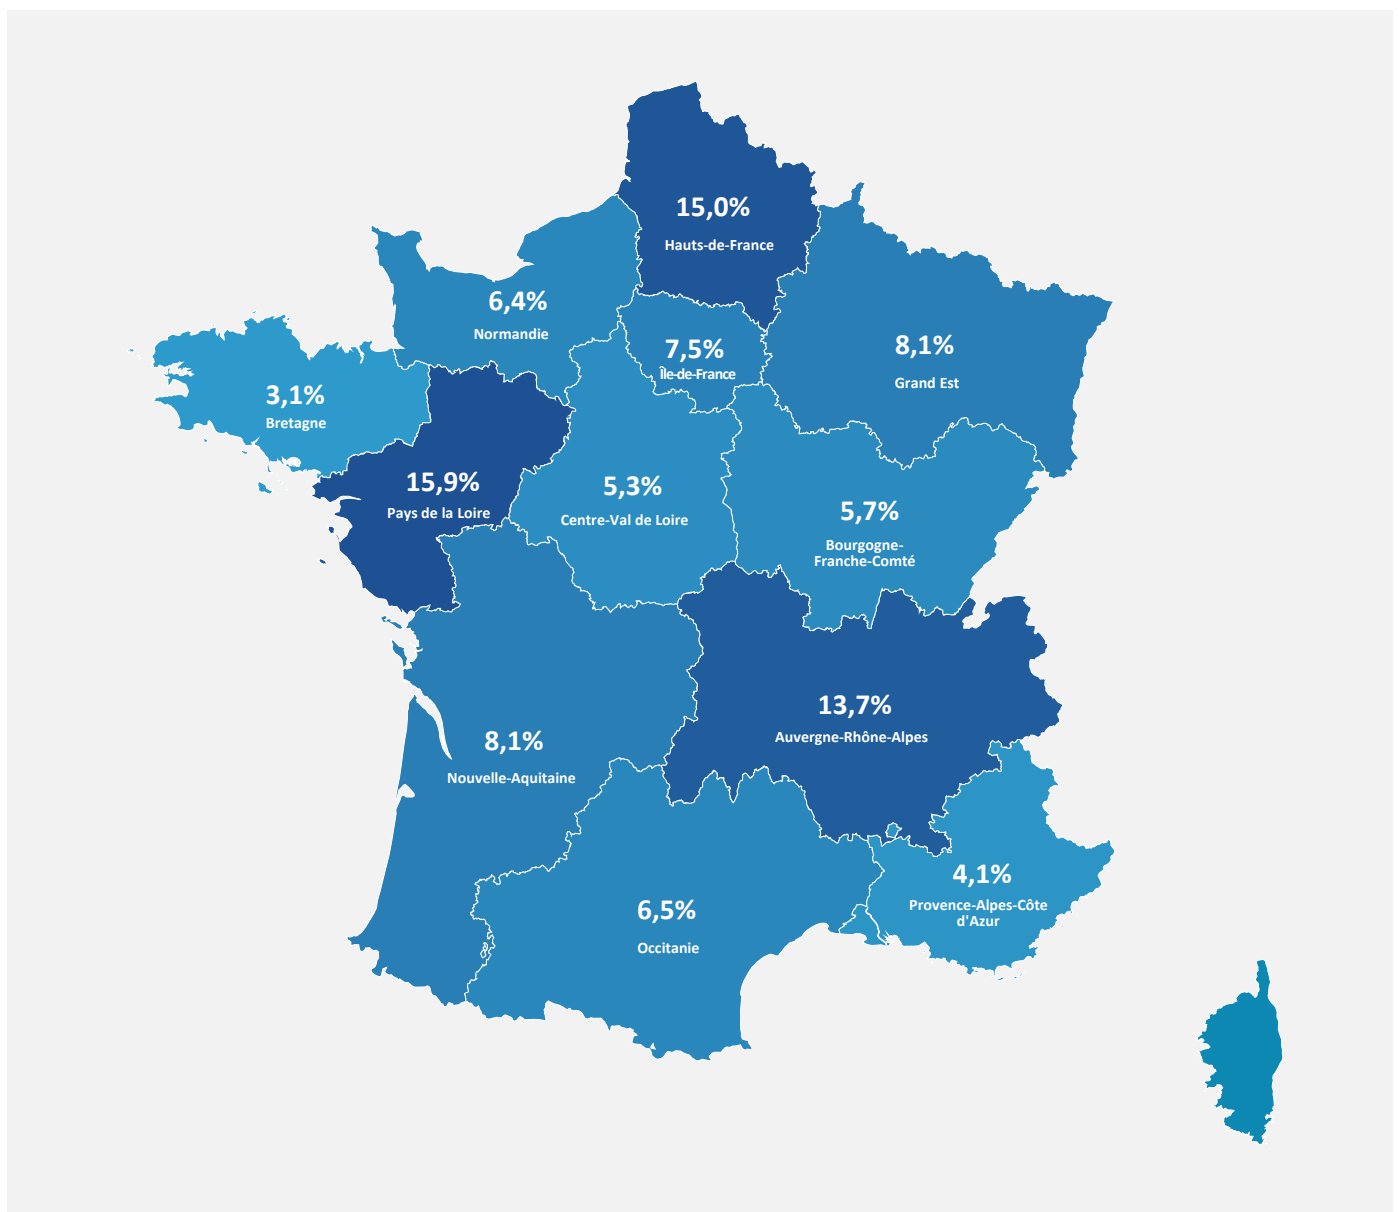 15,0%
Hauts-de-France
6,4%
Normandie
7,5%
Île-de-France
8,1%
Grand Est
3,1%
Bretagne
15,9%
Pays de la Loire
5,3%
Centre-Val de Loire
5,7%
Bourgogne-
Franche-Comté
13,7%
Auvergne-Rhône-Alpes
8,1%
Nouvelle-Aquitaine
4,1%
Provence-Alpes-Côte
d'Azur
6,5%
Occitanie